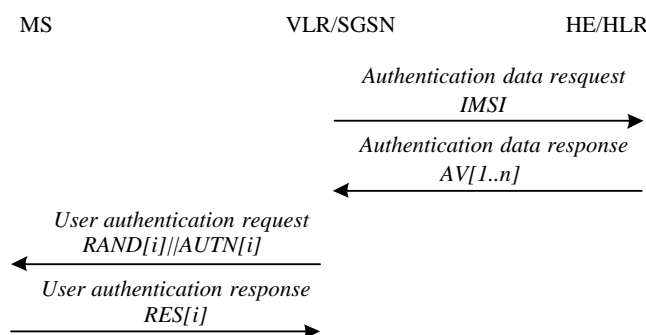 MS VLR/SGSN HE/HLR
Authentication data resquest
IMSI
Authentication data response
AV[1..n]
User authentication request
RAND[i]//AUTN[i]
User authentication response
RES[i]